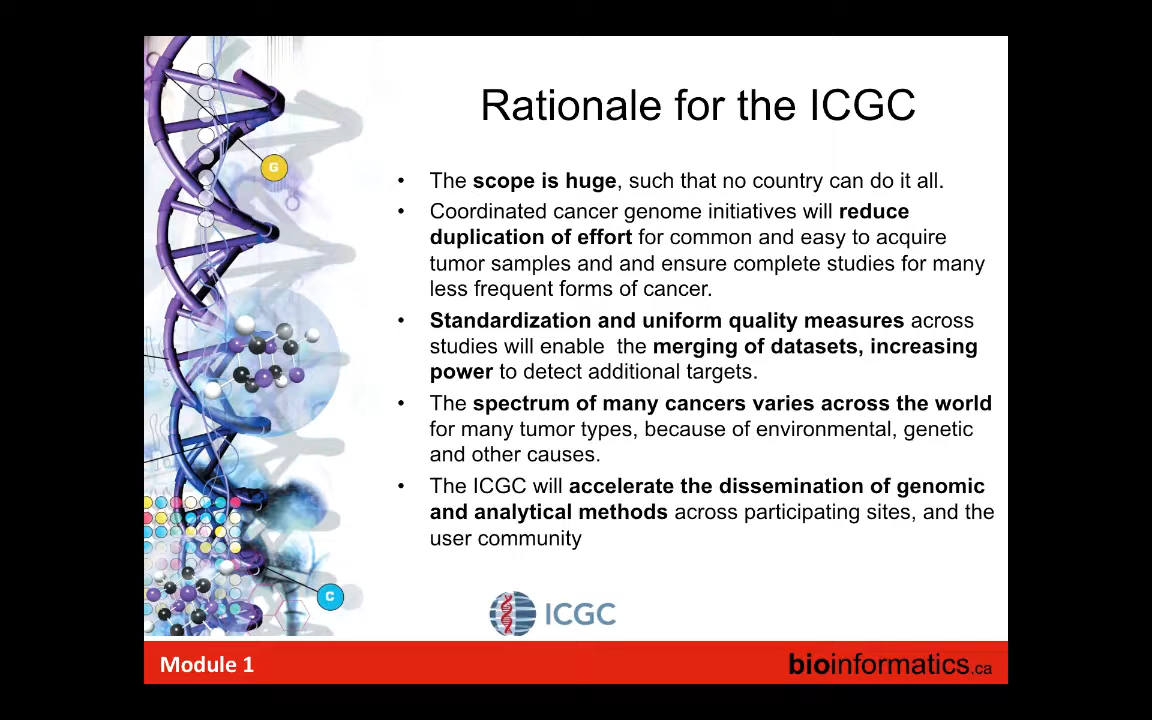 Rationale for the ICGC
G
• The scope is huge, such that no country can do it all.
• Coordinated cancer genome initiatives will reduce
duplication of effort for common and easy to acquire
tumor samples and and ensure complete studies for many
less frequent forms of cancer.
• Standardization and uniform quality measures across
studies will enable the merging of datasets, increasing
power to detect additional targets.
• The spectrum of many cancers varies across the world
for many tumor types, because of environmental, genetic
and other causes.
• The ICGC will accelerate the dissemination of genomic
and analytical methods across participating sites, and the
user community
C
ICGC
Module 1
bioinformatics.ca